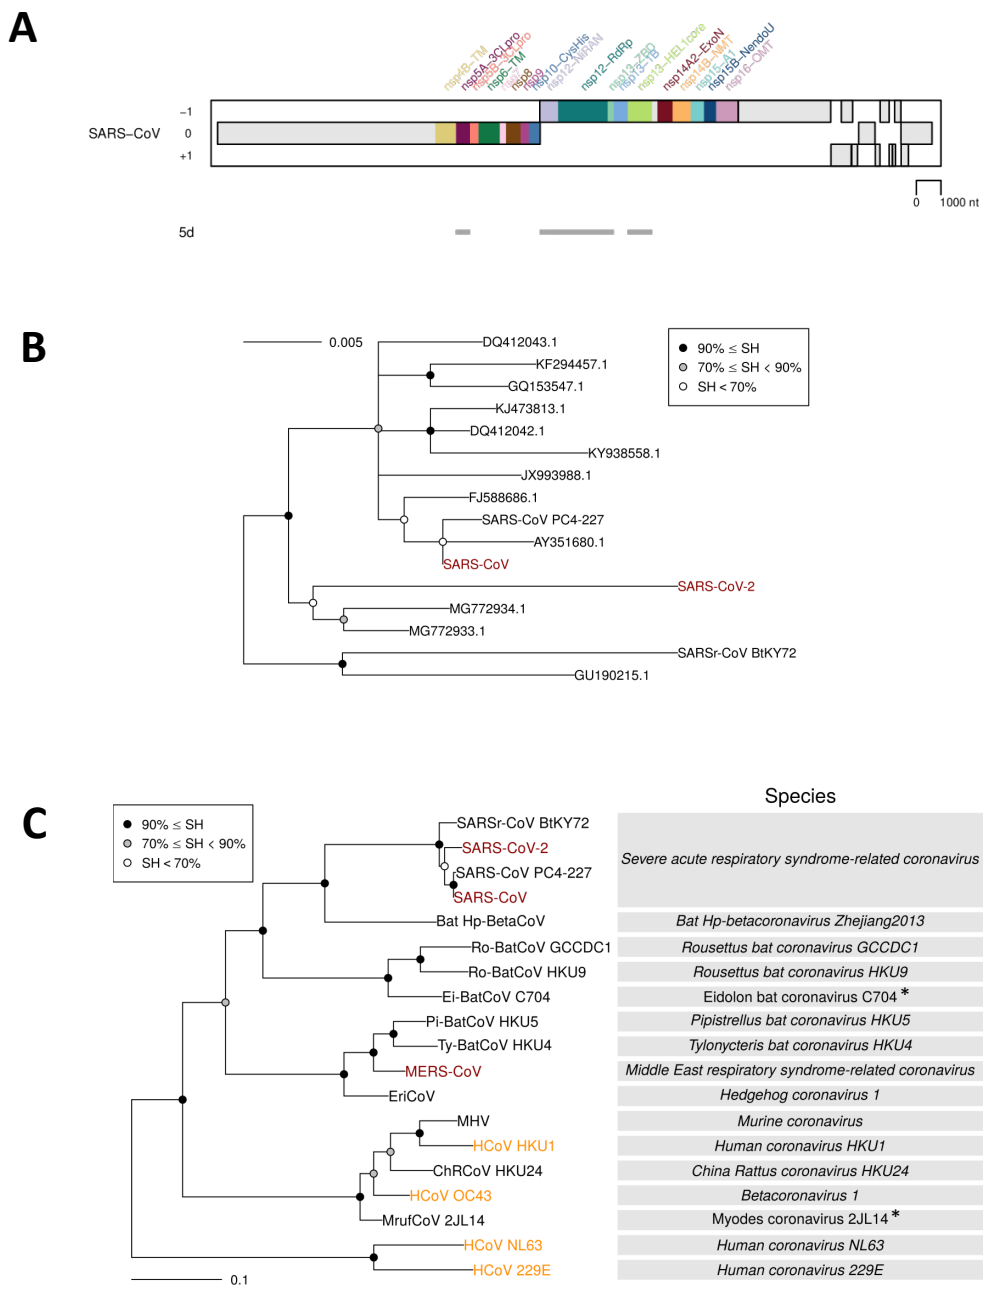 A
nsp4B-TM
nsp5A-3CLpro
nsp5B-3CLpro
nsp6-TM
nsp7
nsp8
nsp9
nsp10-CysHis
nsp12-NiRAN
nsp12-RdRp
nsp13-ZBD
nsp13-1B
nsp13-HEL1core
nsp14A2-ExoN
nsp14B-NMT
nsp15-A1
nsp15B-NendoU
nsp16-OMT
−1
SARS−CoV 0
+1
0 1000 nt
5d
B
0.005
90% ≤ SH
70% ≤ SH < 90%
SH < 70%
DQ412043.1
KF294457.1
GQ153547.1
KJ473813.1
DQ412042.1
KY938558.1
JX993988.1
FJ588686.1
SARS-CoV PC4-227
AY351680.1
SARS-CoV
SARS-CoV-2
MG772934.1
MG772933.1
SARSr-CoV BtKY72
GU190215.1
C
90% ≤ SH
70% ≤ SH < 90%
SH < 70%
Species
SARSr-CoV BtKY72
SARS-CoV-2
SARS-CoV PC4-227
SARS-CoV
Severe acute respiratory syndrome-related coronavirus
Bat Hp-BetaCoV Bat Hp-betacoronavirus Zhejiang2013
Ro-BatCoV GCCDC1 Rousettus bat coronavirus GCCDC1
Ro-BatCoV HKU9 Rousettus bat coronavirus HKU9
Ei-BatCoV C704 Eidolon bat coronavirus C704 *
Pi-BatCoV HKU5 Pipistrellus bat coronavirus HKU5
Ty-BatCoV HKU4 Tylonycteris bat coronavirus HKU4
MERS-CoV Middle East respiratory syndrome-related coronavirus
EriCoV Hedgehog coronavirus 1
MHV Murine coronavirus
HCoV HKU1 Human coronavirus HKU1
ChRCoV HKU24 China Rattus coronavirus HKU24
HCoV OC43 Betacoronavirus 1
MrufCoV 2JL14 Myodes coronavirus 2JL14 *
HCoV NL63 Human coronavirus NL63
HCoV 229E Human coronavirus 229E
0.1